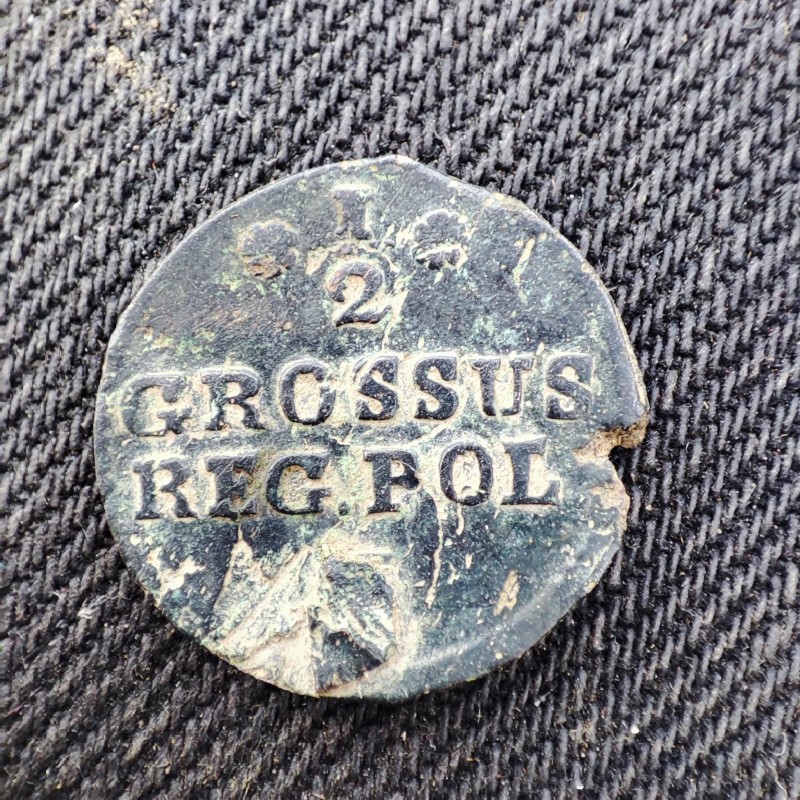 1
2
GROSSUS
REG. POL